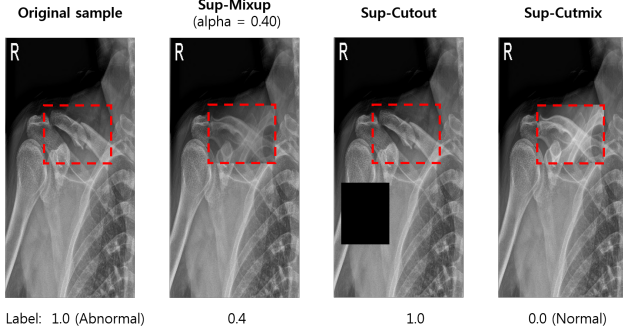 Original sample
Sup-Mixup
(alpha = 0.40)
Sup-Cutout
Sup-Cutmix
R
R
R
R
Label: 1.0 (Abnormal)
0.4
1.0
0.0 (Normal)